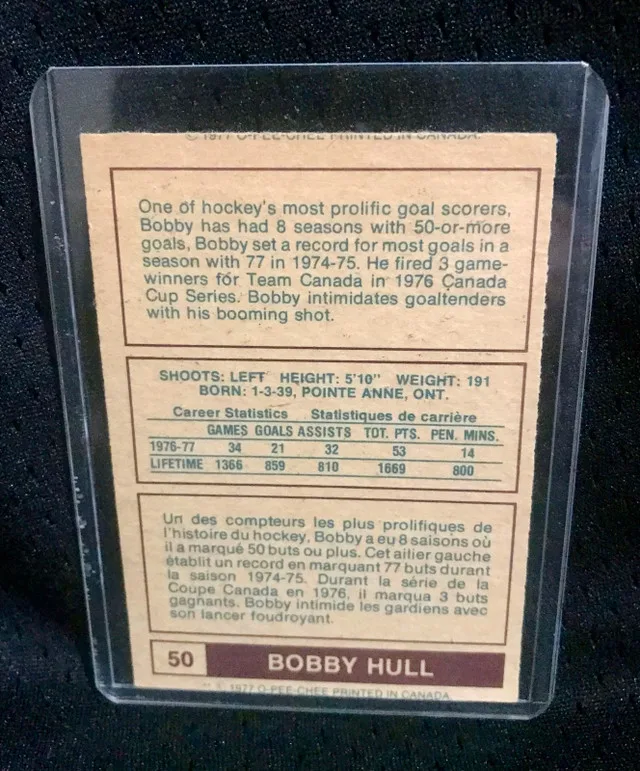 © 1977 O-PEE-CHEE PRINTED IN CANADA.
One of hockey's most prolific goal scorers,
Bobby has had 8 seasons with 50-or-more
goals, Bobby set a record for most goals in a
season with 77 in 1974-75. He fired 3 game-
winners for Team Canada in 1976 Canada
Cup Series. Bobby intimidates goaltenders
with his booming shot.
SHOOTS: LEFT HEIGHT: 5'10" WEIGHT: 191
BORN: 1-3-39, POINTE ANNE, ONT.
Career Statistics Statistiques de carrière
GAMES GOALS ASSISTS TOT. PTS. PEN. MINS.
1976-77 34 21 32 53 14
LIFETIME 1366 859 810 1669 800
Un des compteurs les plus prolifiques de
l'histoire du hockey, Bobby a eu 8 saisons où
il a marqué 50 buts ou plus. Cet ailier gauche
établit un record en marquant 77 buts durant
la saison 1974-75. Durant la série de la
Coupe Canada en 1976, il marqua 3 buts
gagnants. Bobby intimide les gardiens avec
son lancer foudroyant.
50 BOBBY HULL
© 1977 O-PEE-CHEE PRINTED IN CANADA